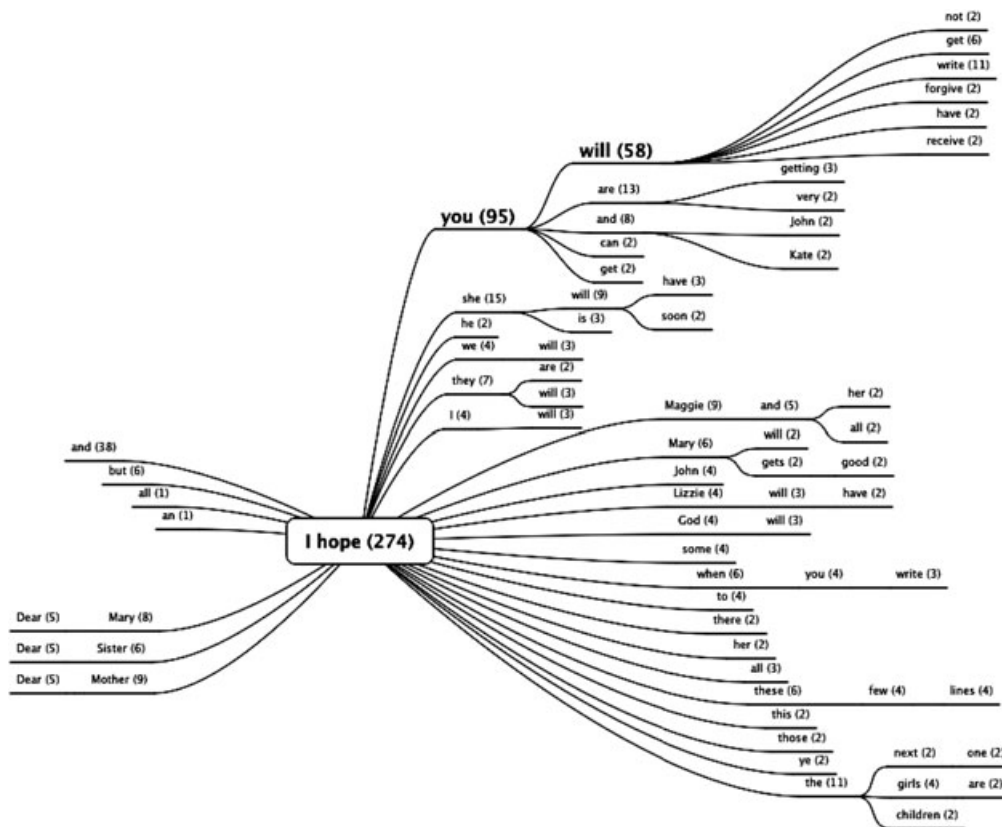 not (2)
get (6)
write (11)
forgive (2)
have (2)
receive (2)
will (58)
getting (3)
are (13)
very (2)
you (95)
and (8)
John (2)
can (2)
Kate (2)
get (2)
she (15)
will (9)
have (3)
is (3)
soon (2)
he (2)
we (4) will (3)
they (7)
are (2)
will (3)
I (4) will (3)
Maggie (9) and (5)
her (2)
all (2)
Mary (6)
will (2)
gets (2) good (2)
John (4)
Lizzie (4) will (3) have (2)
God (4) will (3)
some (4)
when (6) you (4) write (3)
to (4)
there (2)
her (2)
all (3)
these (6) few (4) lines (4)
this (2)
those (2)
ye (2)
the (11)
next (2) one (2)
girls (4) are (2)
children (2)
and (38)
but (6)
all (1)
an (1)
I hope (274)
Dear (5) Mary (8)
Dear (5) Sister (6)
Dear (5) Mother (9)